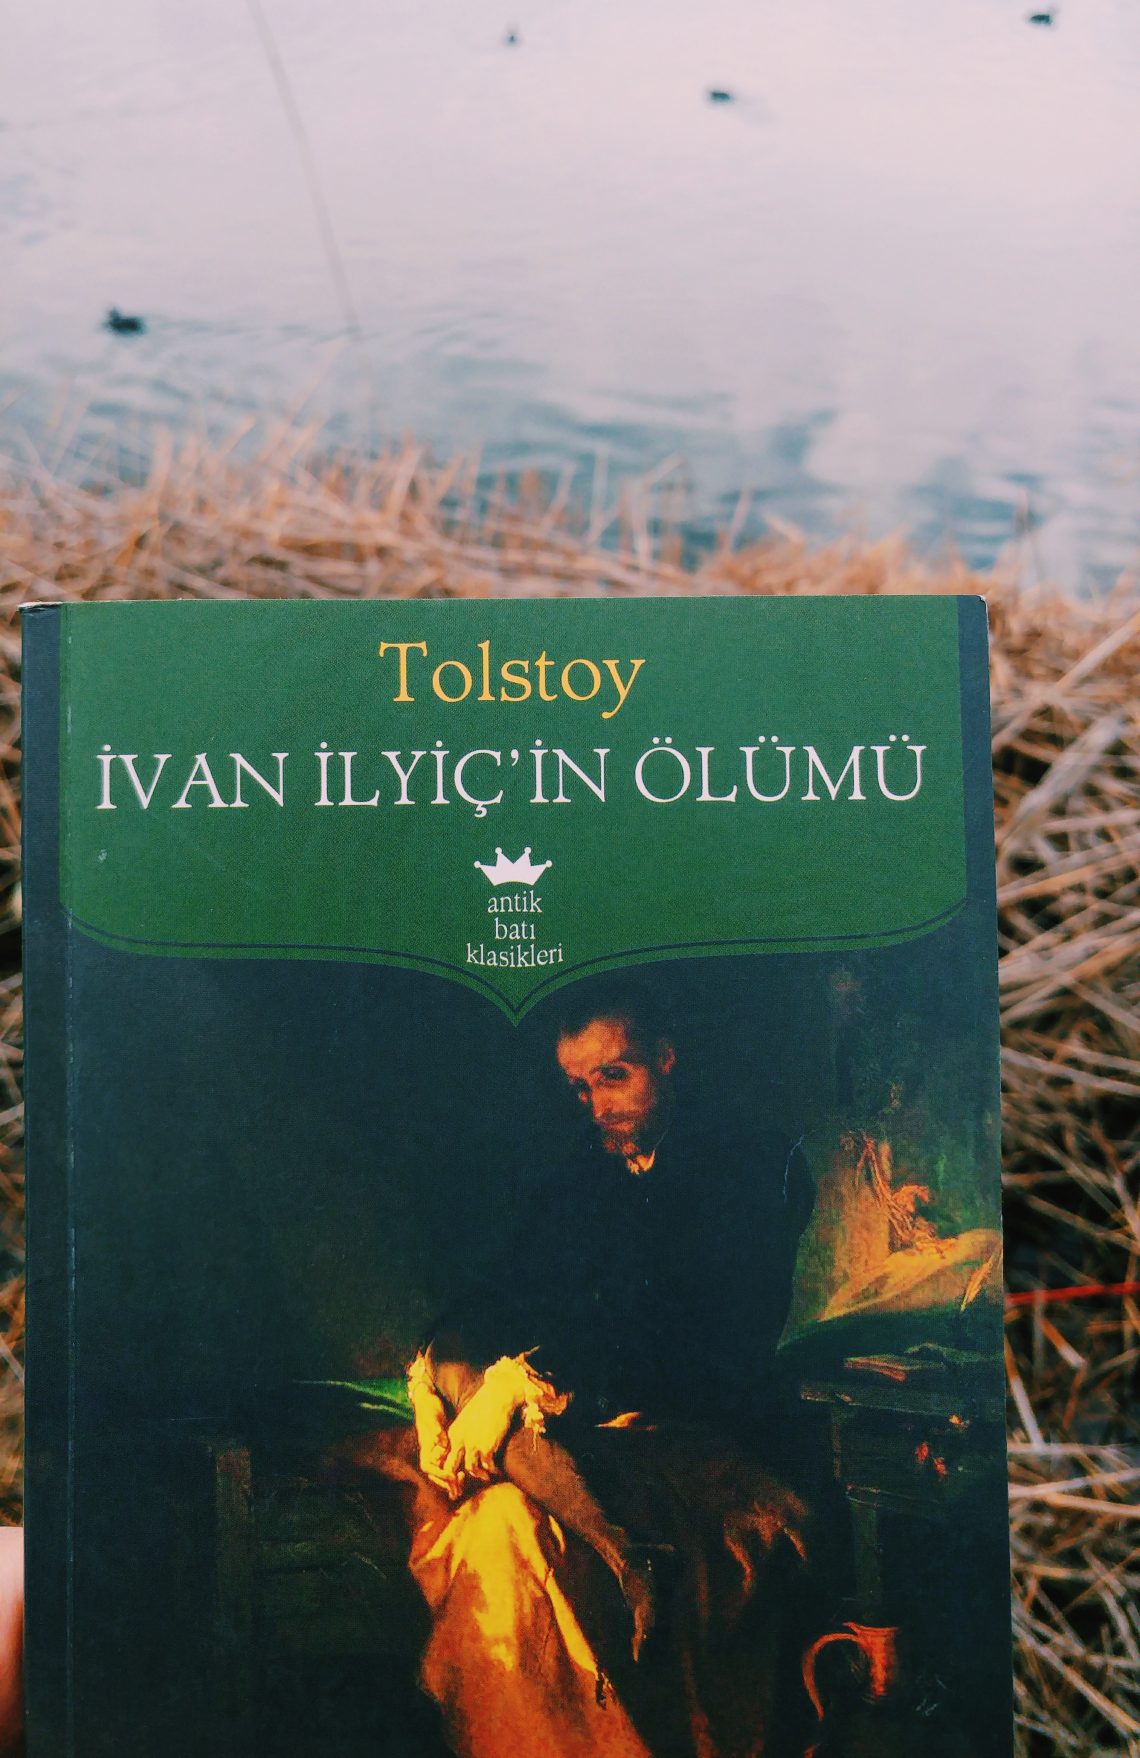 Tolstoy
İVAN İLYİÇ'İN ÖLÜMÜ
antik
batı
klasikleri